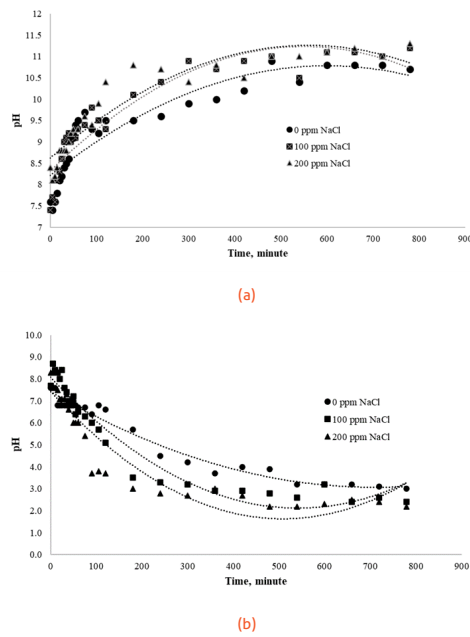 12
11.5
11
10.5
10
9.5
9
8.5
8
7.5
7
pH
0 ppm NaCl
100 ppm NaCl
200 ppm NaCl
0 100 200 300 400 500 600 700 800 900
Time, minute
(a)
10.0
9.0
8.0
7.0
6.0
5.0
4.0
3.0
2.0
1.0
0.0
pH
0 ppm NaCl
100 ppm NaCl
200 ppm NaCl
0 100 200 300 400 500 600 700 800 900
Time, minute
(b)